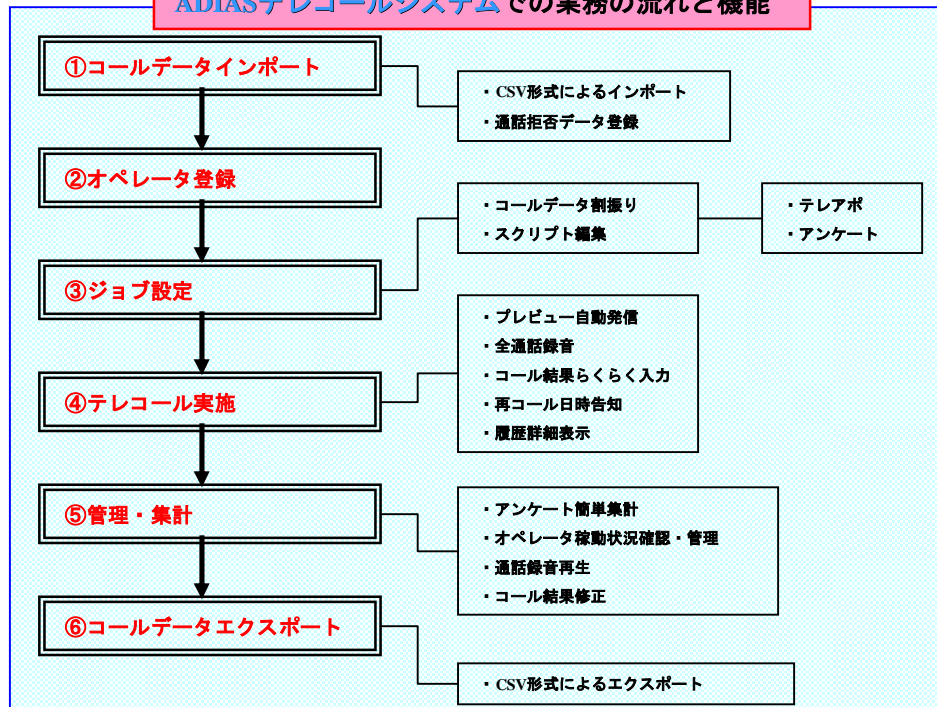 ADIASテレコールシステムでの業務の流れと機能
①コールデータインポート
・CSV形式によるインポート
・通話拒否データ登録
②オペレータ登録
③ジョブ設定
・コールデータ割振り
・スクリプト編集
・テレアポ
・アンケート
④テレコール実施
・プレビュー自動発信
・全通話録音
・コール結果らくらく入力
・再コール日時告知
・履歴詳細表示
⑤管理・集計
・アンケート簡単集計
・オペレータ稼動状況確認・管理
・通話録音再生
・コール結果修正
⑥コールデータエクスポート
・CSV形式によるエクスポート